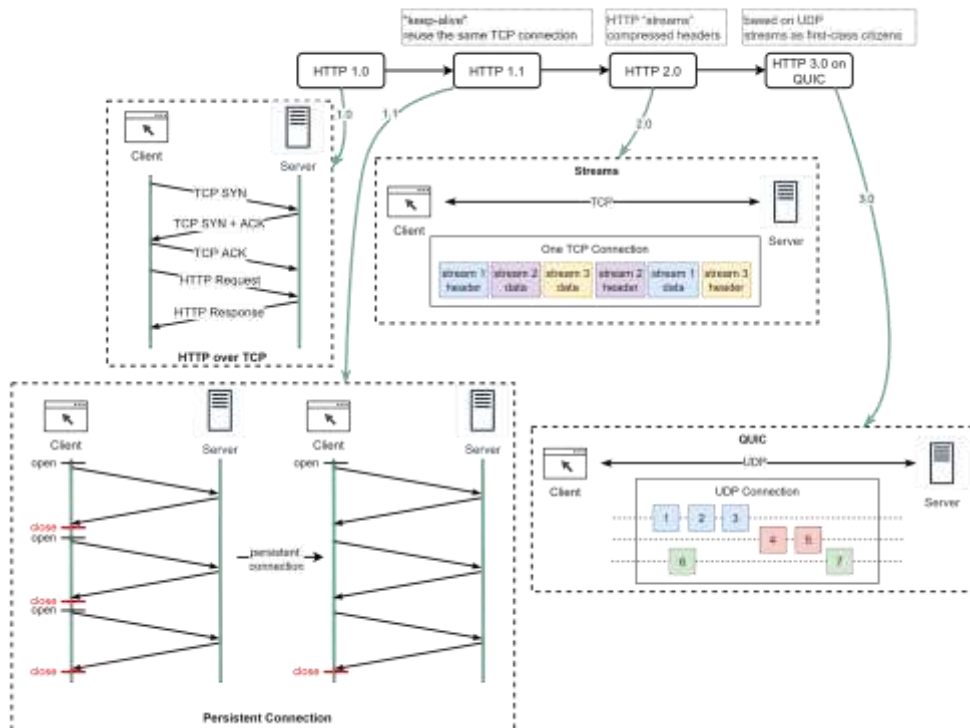 "keep-alive"
reuse the same TCP connection
HTTP "streams"
compressed headers
based on UDP
streams as first-class citizens
HTTP 1.0
HTTP 1.1
HTTP 2.0
HTTP 3.0 on
QUIC
1.0
1.1
2.0
3.0
Client
Server
TCP SYN
TCP SYN + ACK
TCP ACK
HTTP Request
HTTP Response
HTTP over TCP
Streams
Client
TCP
Server
One TCP Connection
stream 1
header
stream 2
data
stream 3
data
stream 2
header
stream 1
data
stream 3
header
Client
Server
Client
Server
open
close
open
close
open
close
persistent
connection
open
close
Persistent Connection
QUIC
Client
UDP
Server
UDP Connection
1
2
3
4
5
6
7